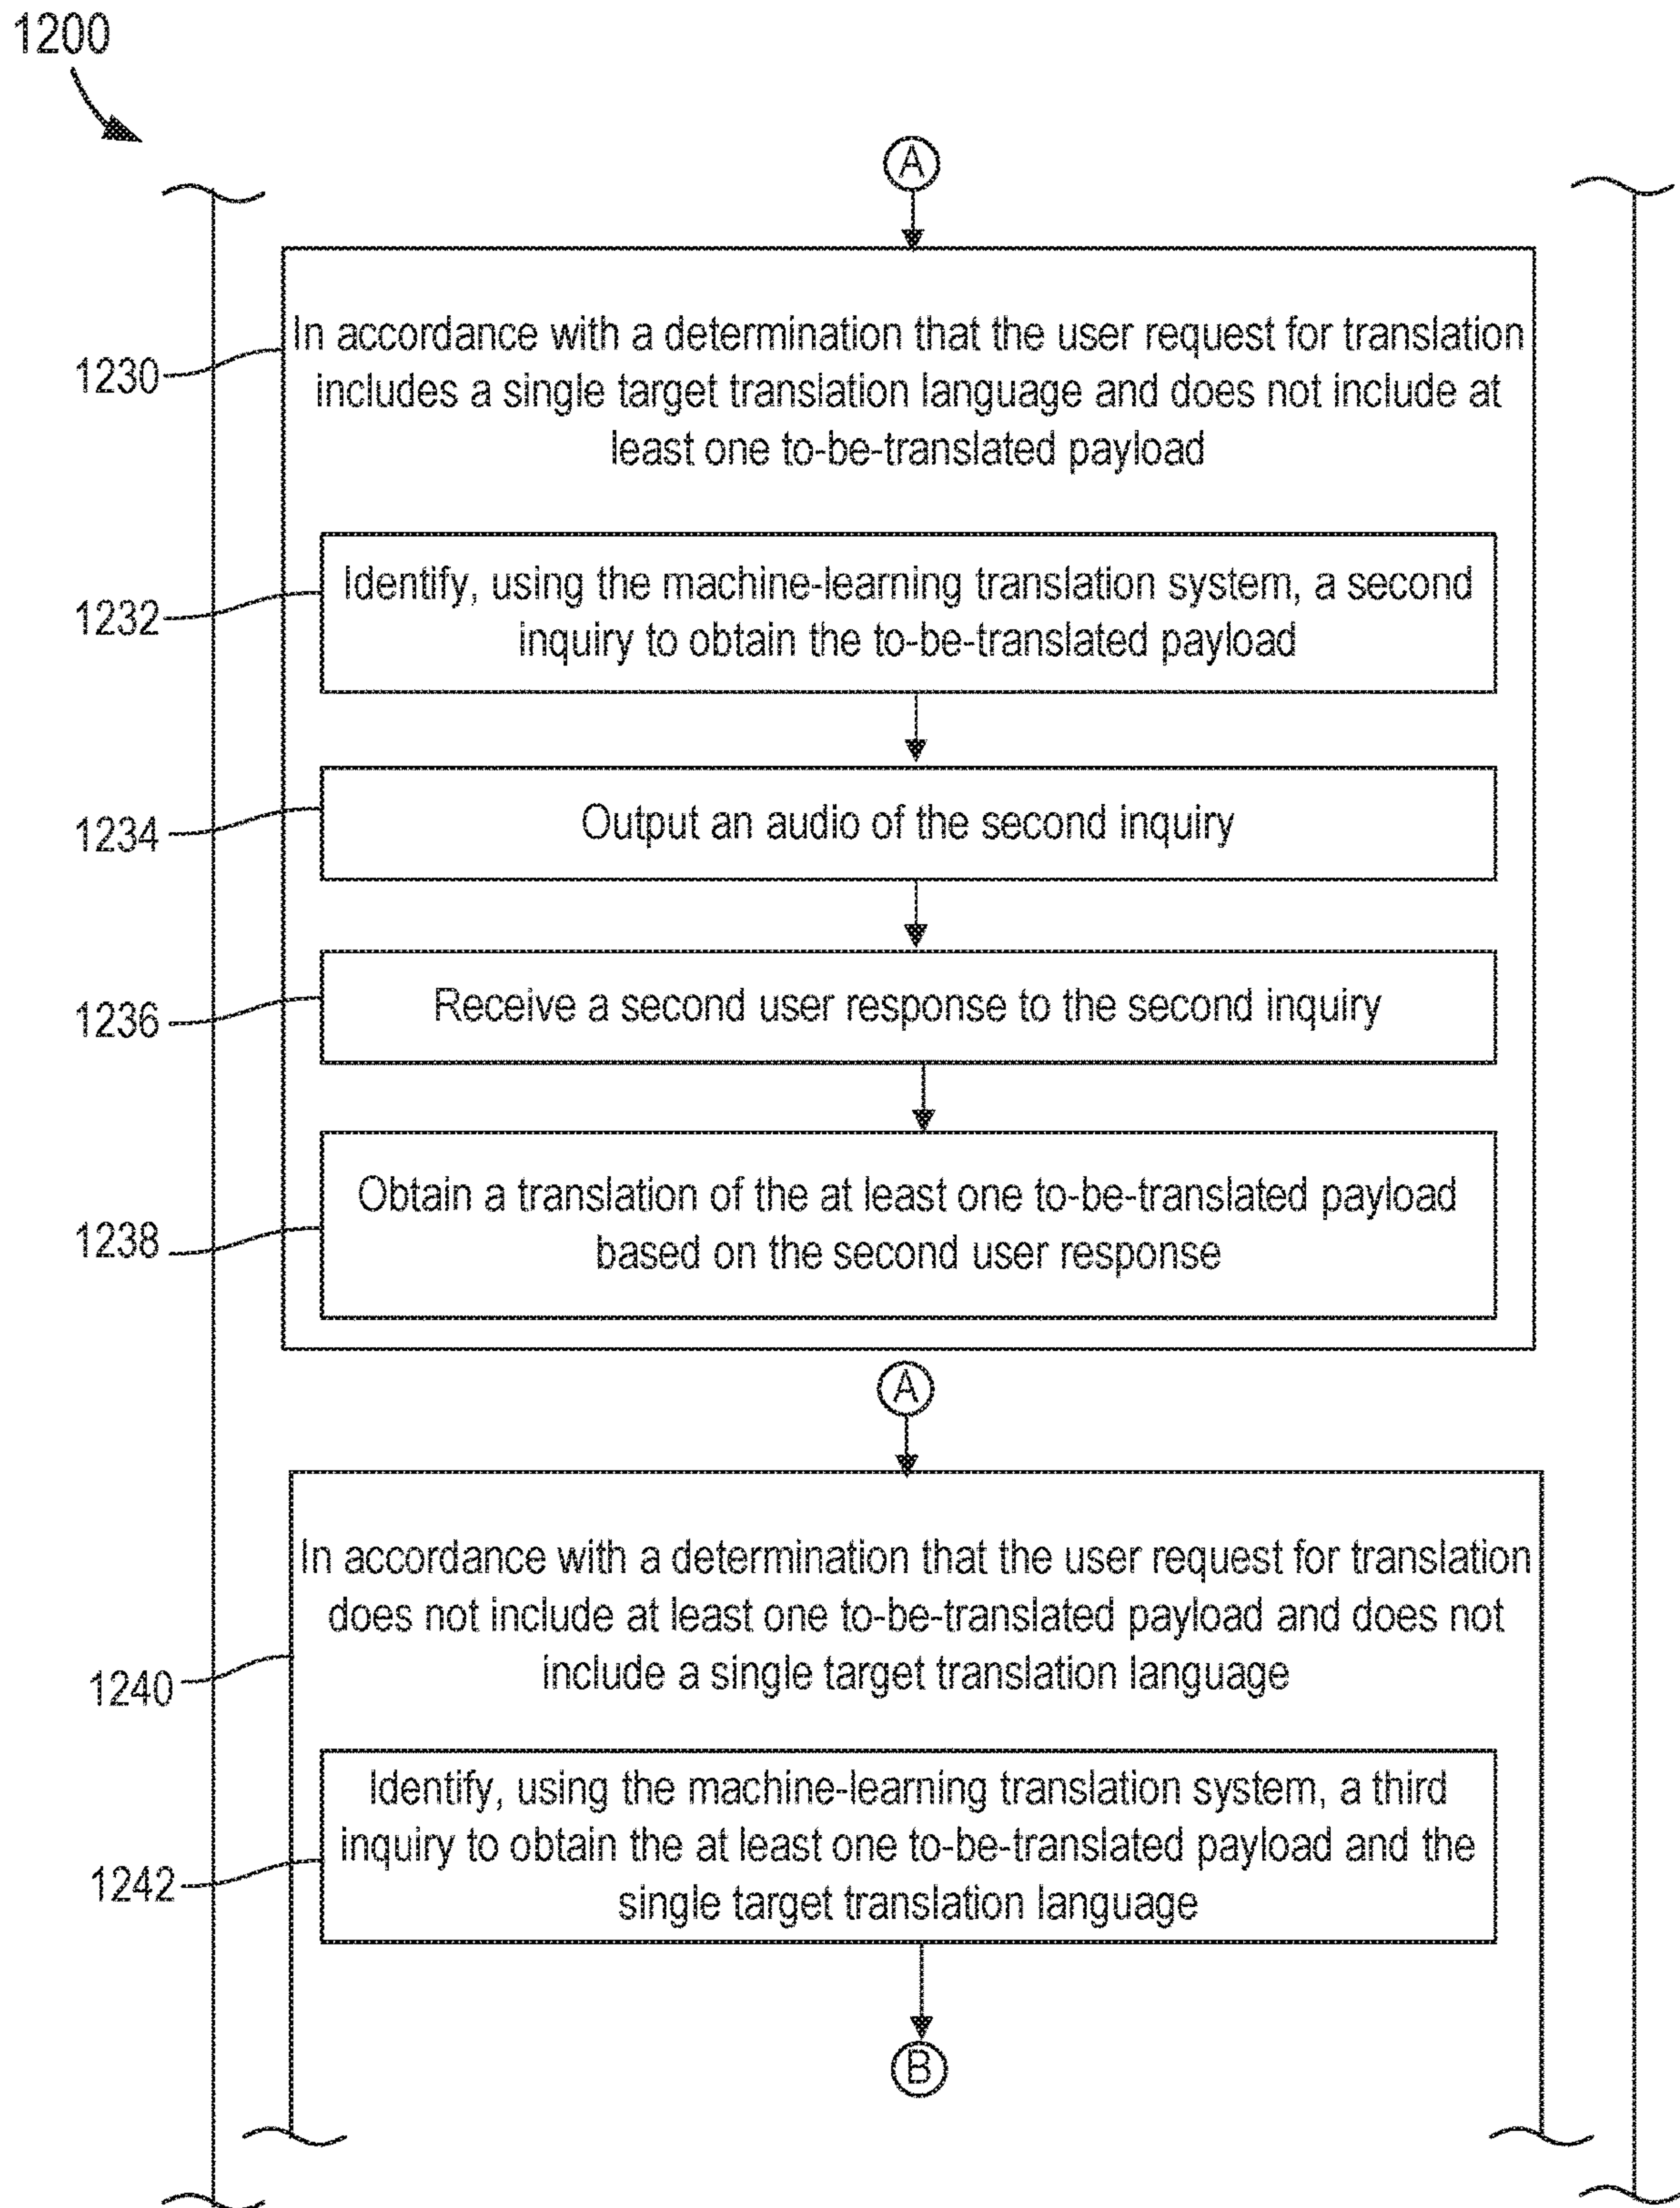 1200
A
1230
In accordance with a determination that the user request for translation
includes a single target translation language and does not include at
least one to-be-translated payload
1232
Identify, using the machine-learning translation system, a second
inquiry to obtain the to-be-translated payload
1234
Output an audio of the second inquiry
1236
Receive a second user response to the second inquiry
1238
Obtain a translation of the at least one to-be-translated payload
based on the second user response
A
1240
In accordance with a determination that the user request for translation
does not include at least one to-be-translated payload and does not
include a single target translation language
1242
Identify, using the machine-learning translation system, a third
inquiry to obtain the at least one to-be-translated payload and the
single target translation language
B